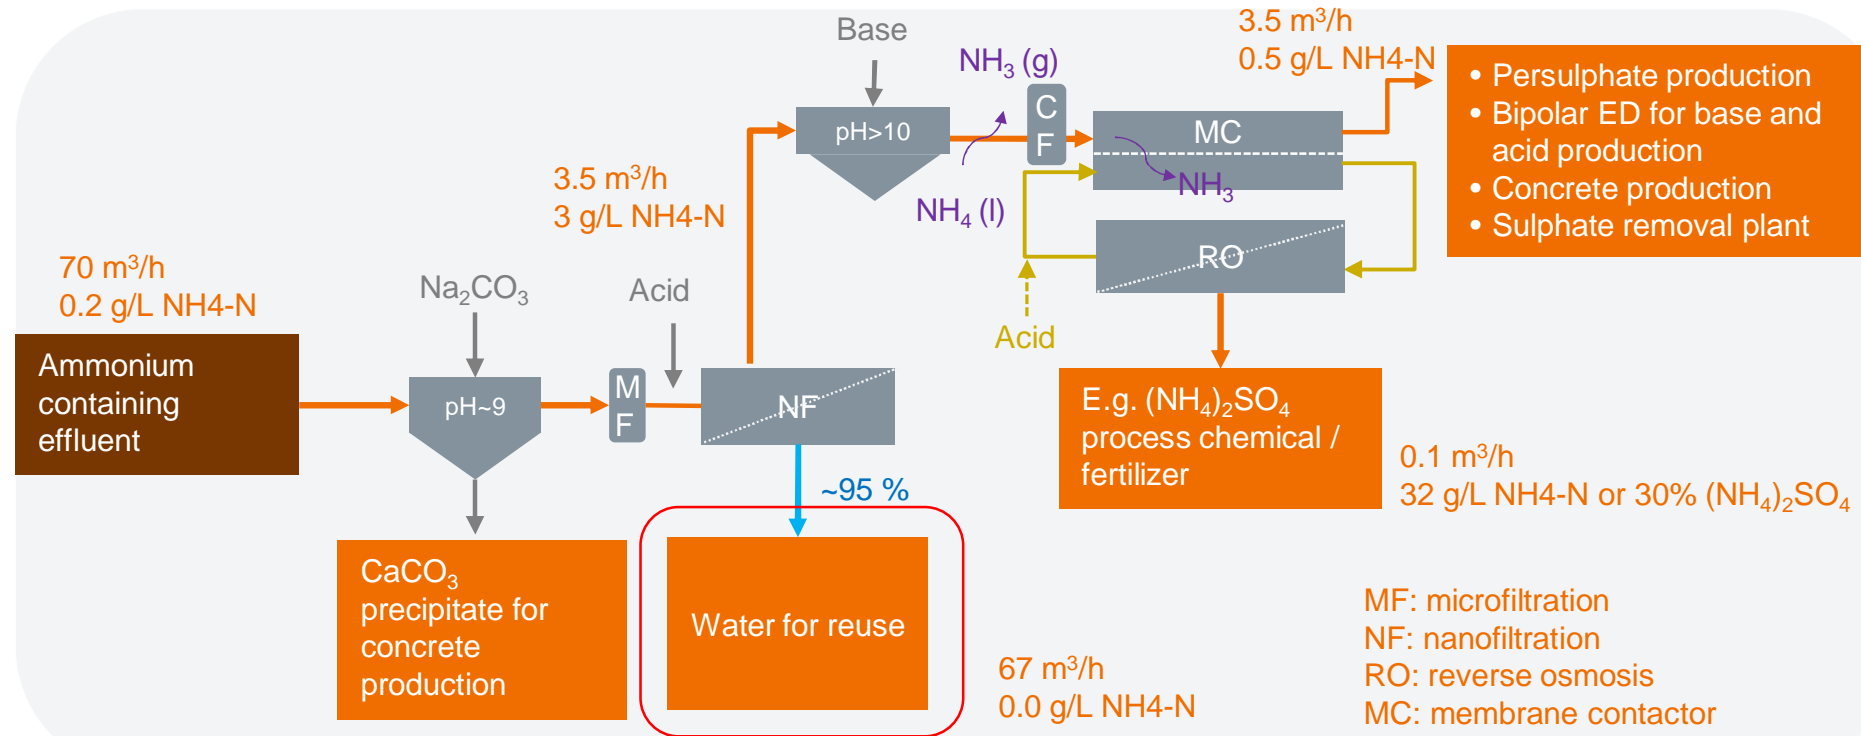 Base
NH₃ (g)
3.5 m³/h
0.5 g/L NH4-N
C
F
pH>10
MC
NH₃
NH₄ (l)
• Persulphate production
• Bipolar ED for base and
acid production
• Concrete production
• Sulphate removal plant
3.5 m³/h
3 g/L NH4-N
RO
Acid
70 m³/h
0.2 g/L NH4-N
Na₂CO₃
Acid
Ammonium
containing
effluent
pH~9
M
F
NF
~95 %
E.g. (NH₄)₂SO₄
process chemical /
fertilizer
0.1 m³/h
32 g/L NH4-N or 30% (NH₄)₂SO₄
CaCO₃
precipitate for
concrete
production
Water for reuse
67 m³/h
0.0 g/L NH4-N
MF: microfiltration
NF: nanofiltration
RO: reverse osmosis
MC: membrane contactor